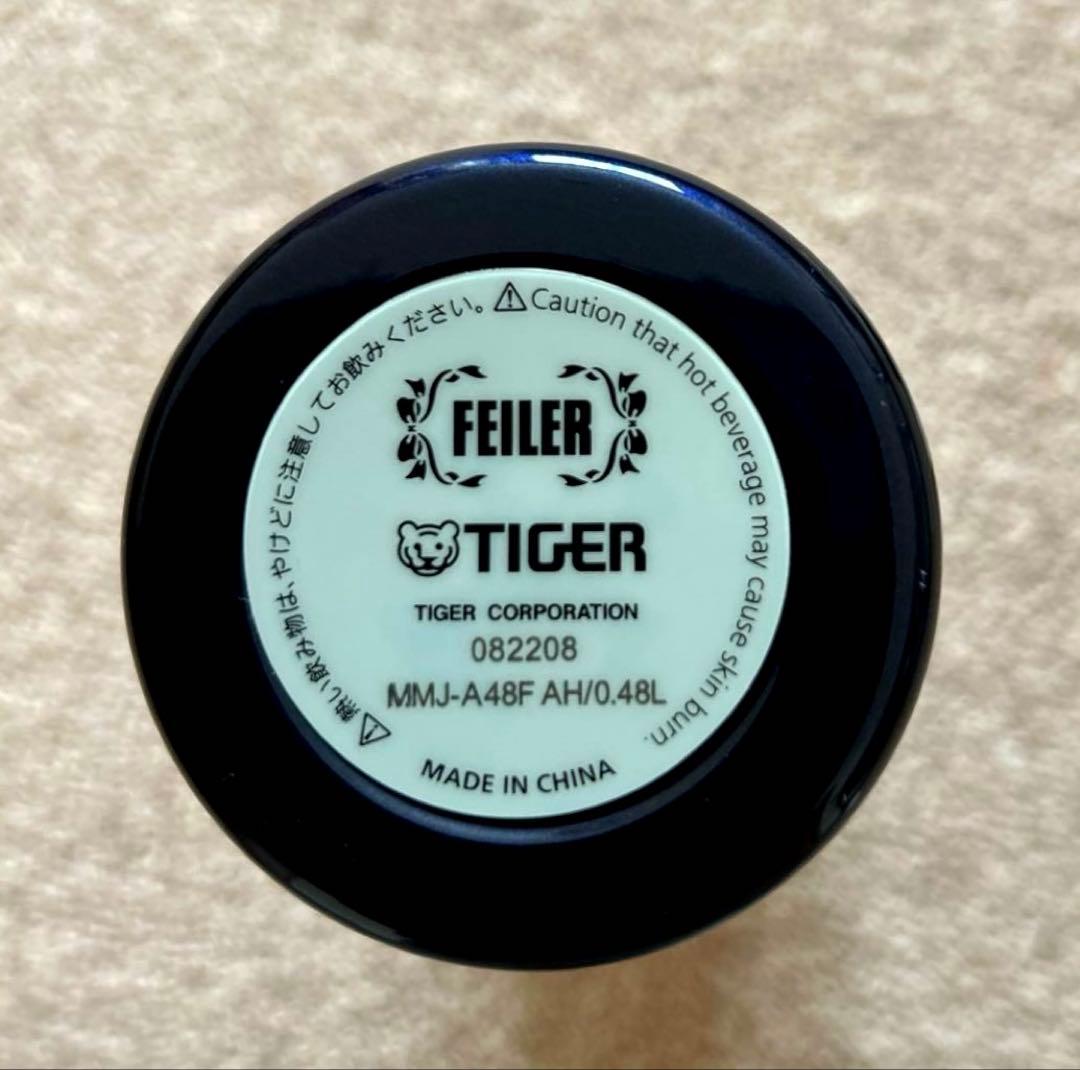 ⚠熱い飲み物は、やけどに注意してお飲みください。
⚠Caution that hot beverage may cause skin burn.
FEILER
TIGER
TIGER CORPORATION
082208
MMJ-A48F AH/0.48L
MADE IN CHINA